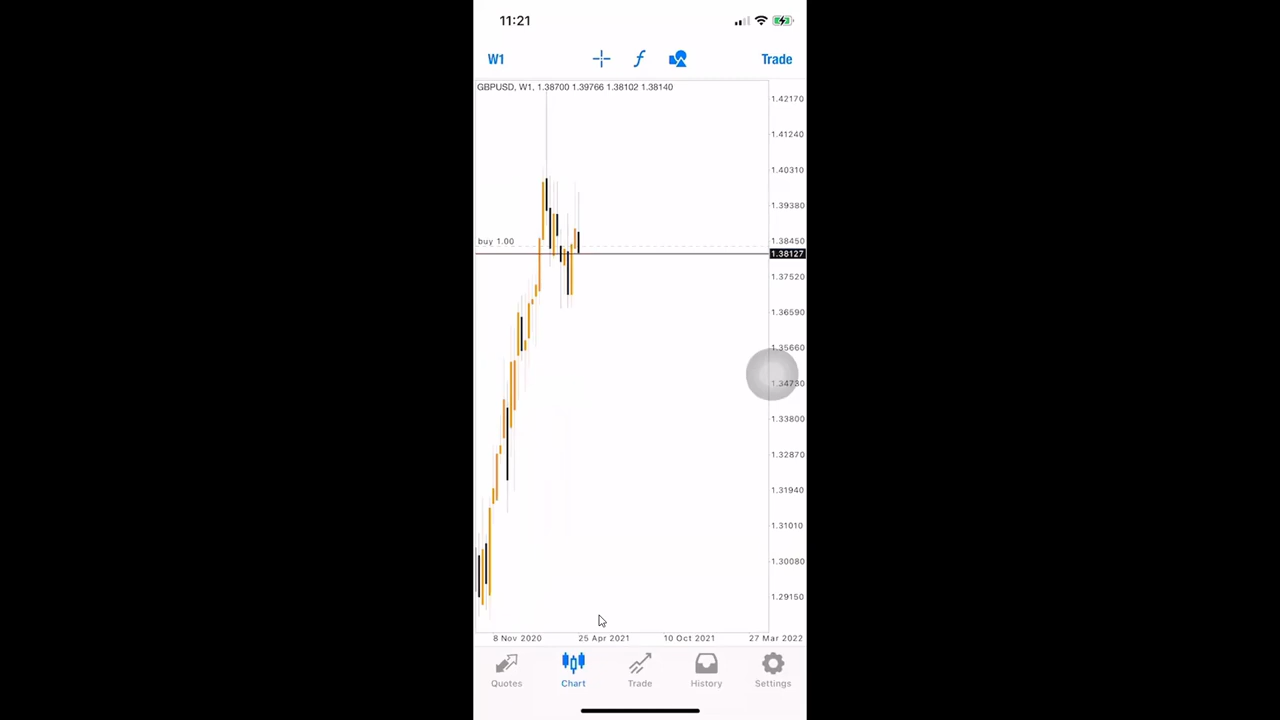 11:21
W1
Trade
GBPUSD, W1, 1.38700 1.39766 1.38102 1.38140
1.42170
1.41240
1.40310
1.39380
buy 1.00
1.38450
1.38127
1.37520
1.36590
1.35660
1.34730
1.33800
1.32870
1.31940
1.31010
1.30080
1.29150
8 Nov 2020
25 Apr 2021
10 Oct 2021
27 Mar 2022
Quotes
Chart
Trade
History
Settings